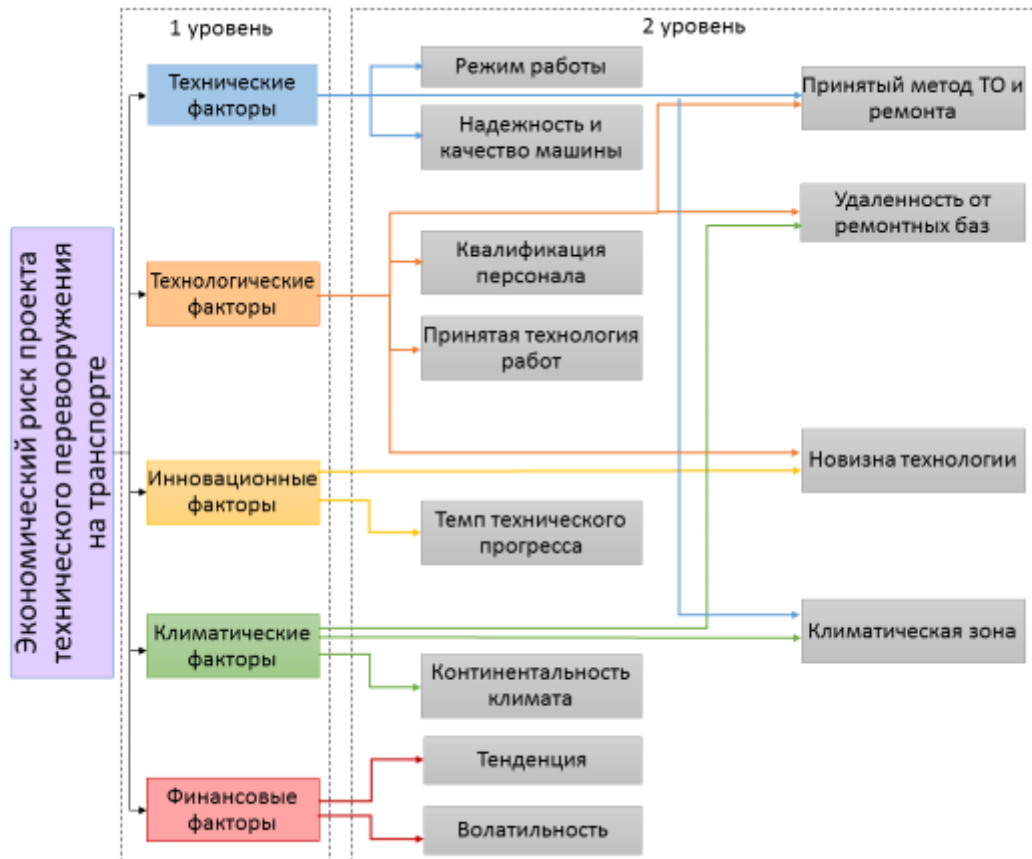 1 уровень
2 уровень
Экономический риск проекта
технического перевооружения
на транспорте
Технические
факторы
Режим работы
Надежность и
качество машины
Принятый метод ТО и
ремонта
Удаленность от
ремонтных баз
Технологические
факторы
Квалификация
персонала
Принятая технология
работ
Инновационные
факторы
Новизна технологии
Темп технического
прогресса
Климатические
факторы
Климатическая зона
Континентальность
климата
Финансовые
факторы
Тенденция
Волатильность